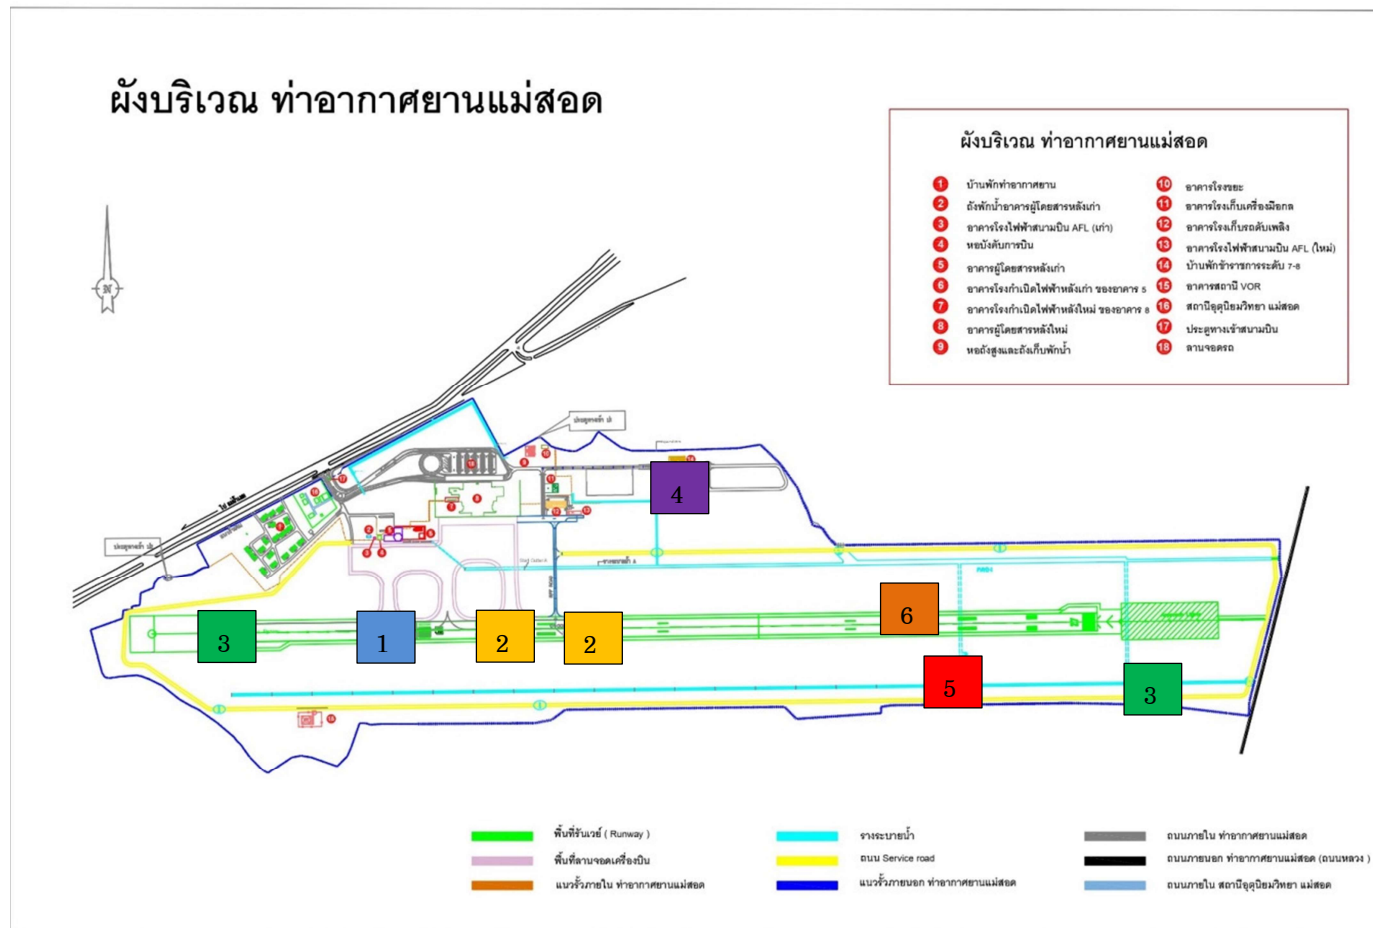 ผังบริเวณ ท่าอากาศยานแม่สอด
ผังบริเวณ ท่าอากาศยานแม่สอด
1 บ้านพักท่าอากาศยาน
2 ถังพักน้ำอาคารผู้โดยสารหลังเก่า
3 อาคารโรงไฟฟ้าสนามบิน AFL (เก่า)
4 หอบังคับการบิน
5 อาคารผู้โดยสารหลังเก่า
6 อาคารโรงกำเนิดไฟฟ้าหลังเก่า ของอาคาร 5
7 อาคารโรงกำเนิดไฟฟ้าหลังใหม่ ของอาคาร 8
8 อาคารผู้โดยสารหลังใหม่
9 หอถังสูงและถังเก็บพักน้ำ
10 อาคารโรงขยะ
11 อาคารโรงเก็บเครื่องมือกล
12 อาคารโรงเก็บรถดับเพลิง
13 อาคารโรงไฟฟ้าสนามบิน AFL (ใหม่)
14 บ้านพักข้าราชการระดับ 7-8
15 อาคารสถานี VOR
16 สถานีอุตุนิยมวิทยา แม่สอด
17 ประตูทางเข้าสนามบิน
18 ลานจอดรถ
N
4
3
1
2
2
6
5
3
พื้นที่รันเวย์ ( Runway )
พื้นที่ลานจอดเครื่องบิน
แนวรั้วภายใน ท่าอากาศยานแม่สอด
รางระบายน้ำ
ถนน Service road
แนวรั้วภายนอก ท่าอากาศยานแม่สอด
ถนนภายใน ท่าอากาศยานแม่สอด
ถนนภายนอก ท่าอากาศยานแม่สอด (ถนนหลวง )
ถนนภายใน สถานีอุตุนิยมวิทยา แม่สอด